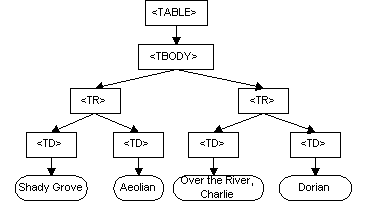 <TABLE>
<TBODY>
<TR> <TR>
<TD> <TD> <TD> <TD>
Shady Grove Aeolian Over the River, Charlie Dorian